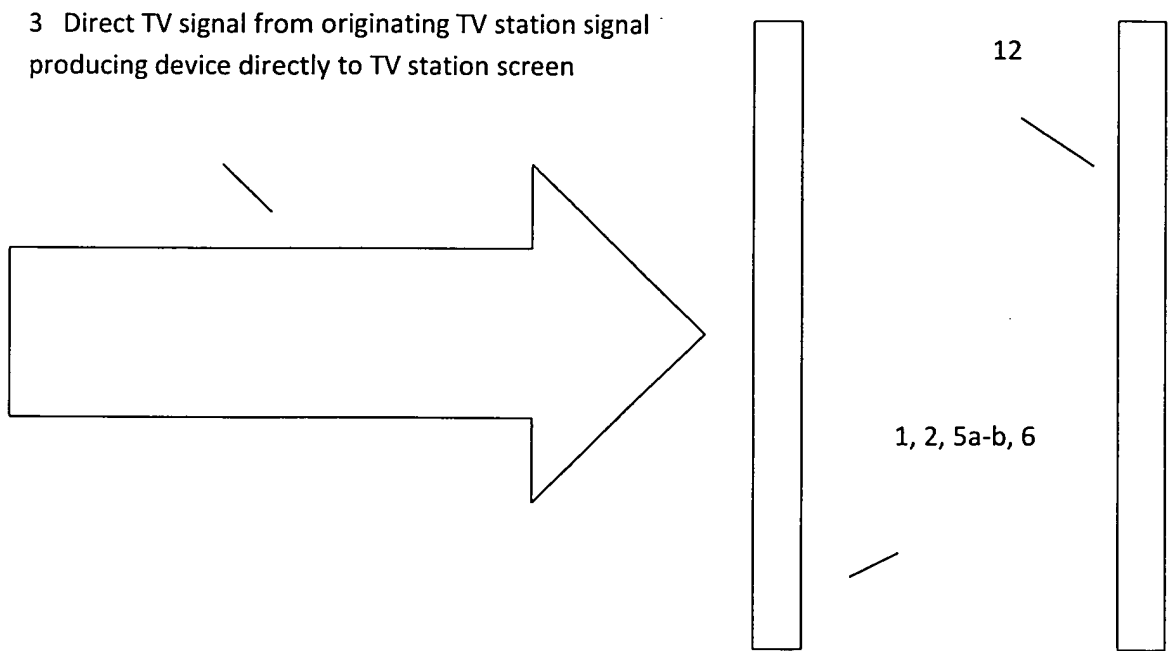 3 Direct TV signal from originating TV station signal
producing device directly to TV station screen
12
1, 2, 5a-b, 6